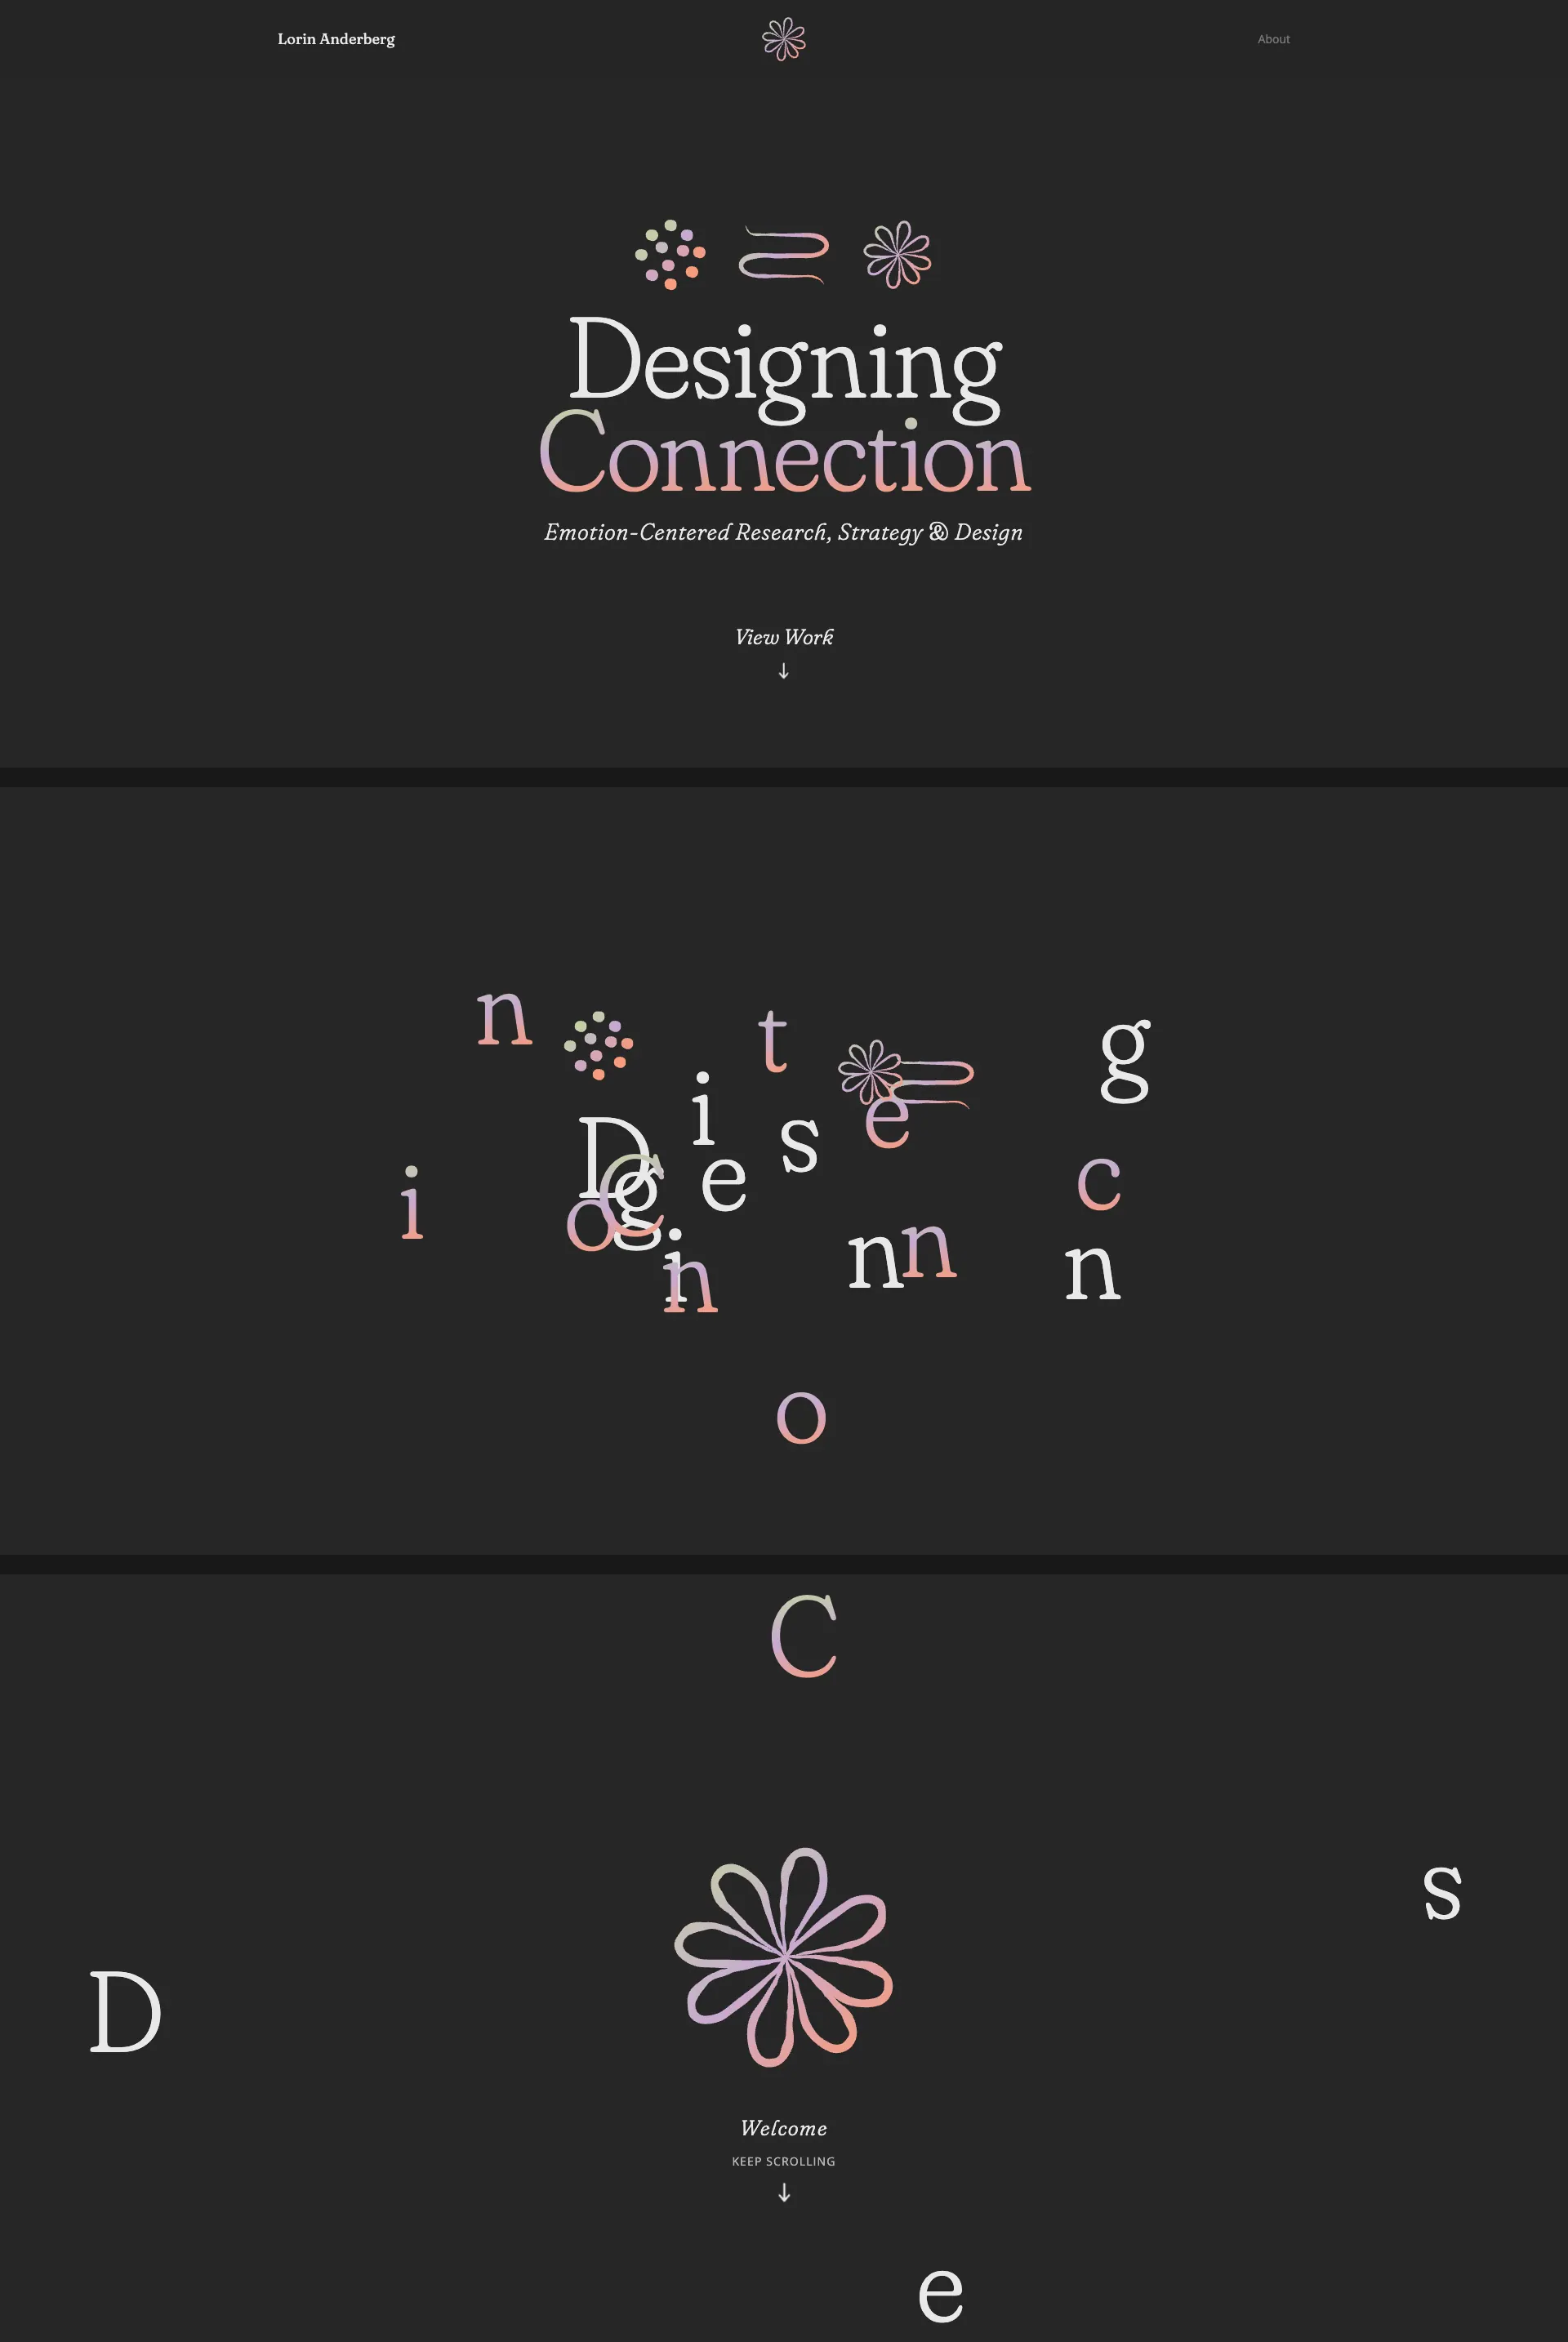 Lorin Anderberg
About
Designing
Connection
Emotion-Centered Research, Strategy & Design
View Work
n
t
g
i
e
D
s
C
g
e
c
i
o
i
n
n
n
n
o
C
s
D
Welcome
KEEP SCROLLING
e